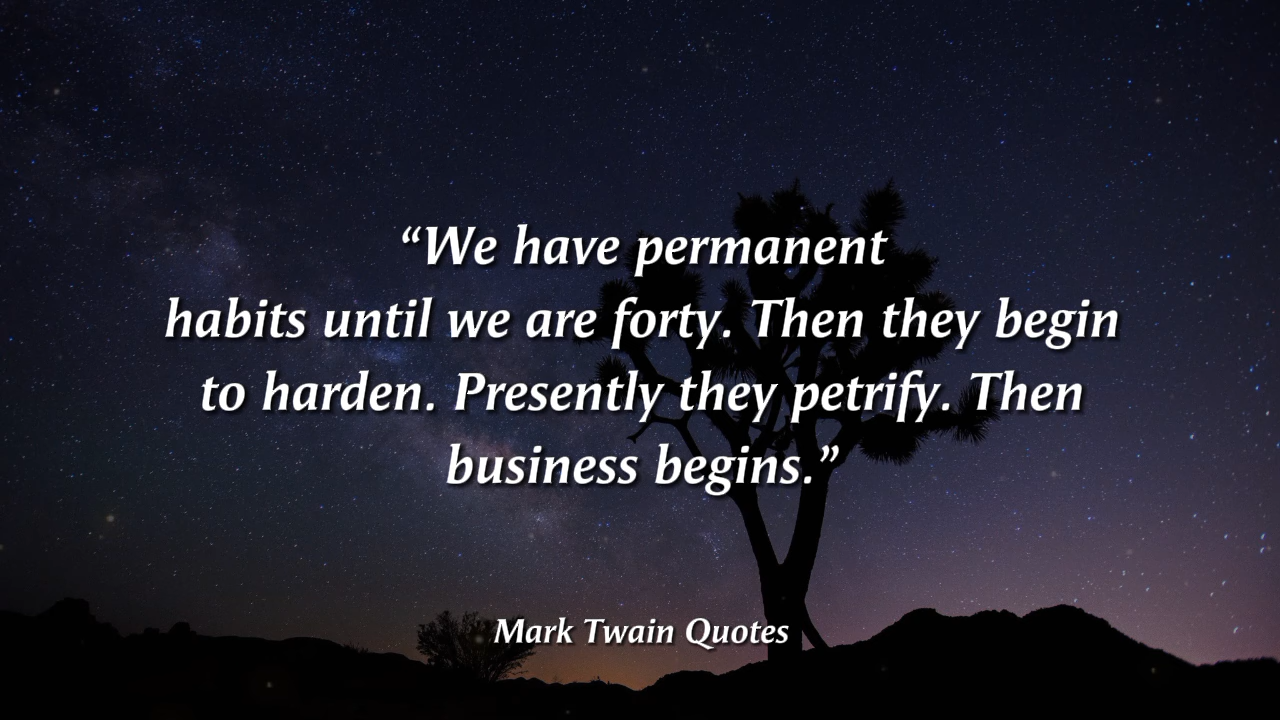 “We have permanent
habits until we are forty. Then they begin
to harden. Presently they petrify. Then
business begins.”
Mark Twain Quotes